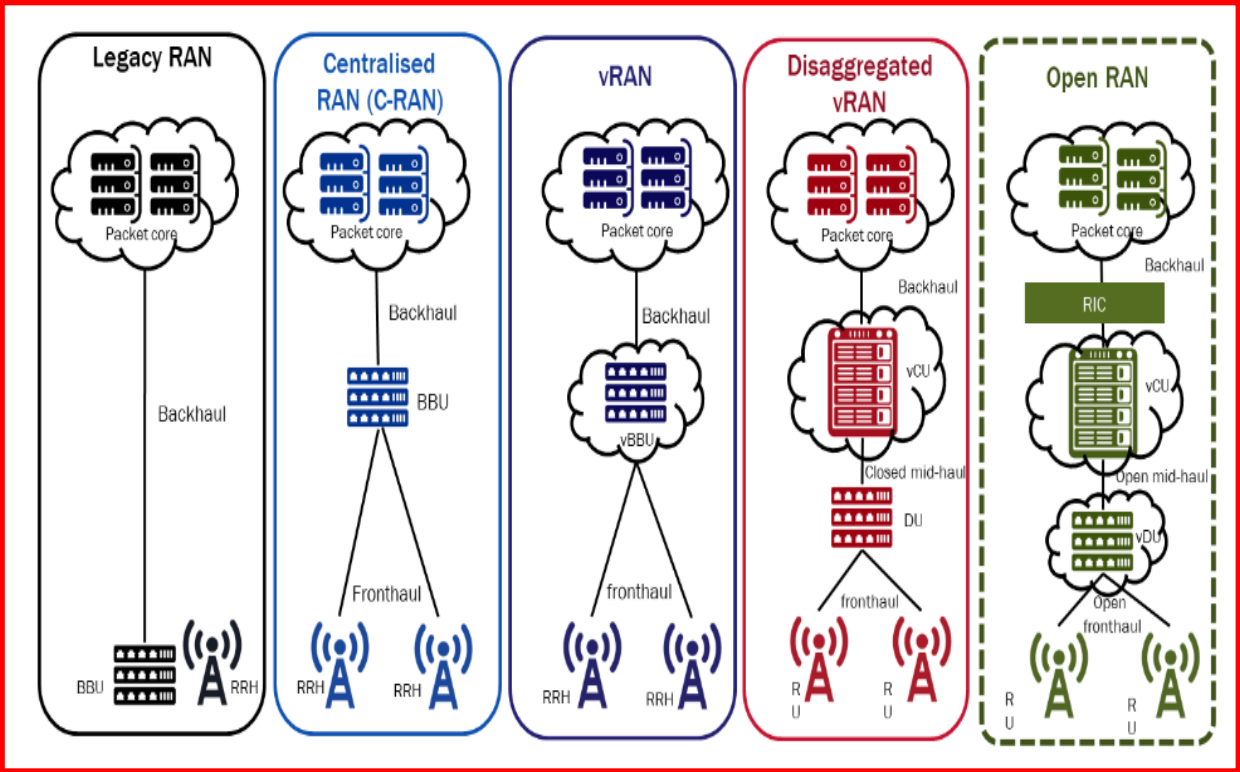 Legacy RAN
Packet core
Backhaul
BBU
RRH
Centralised
RAN (C-RAN)
Packet core
Backhaul
BBU
Fronthaul
RRH
RRH
vRAN
Packet core
Backhaul
vBBU
fronthaul
RRH
RRH
Disaggregated
vRAN
Packet core
Backhaul
vCU
Closed mid-haul
DU
fronthaul
R
U
R
U
Open RAN
Packet core
Backhaul
RIC
vCU
Open mid-haul
vDU
Open
fronthaul
R
U
R
U